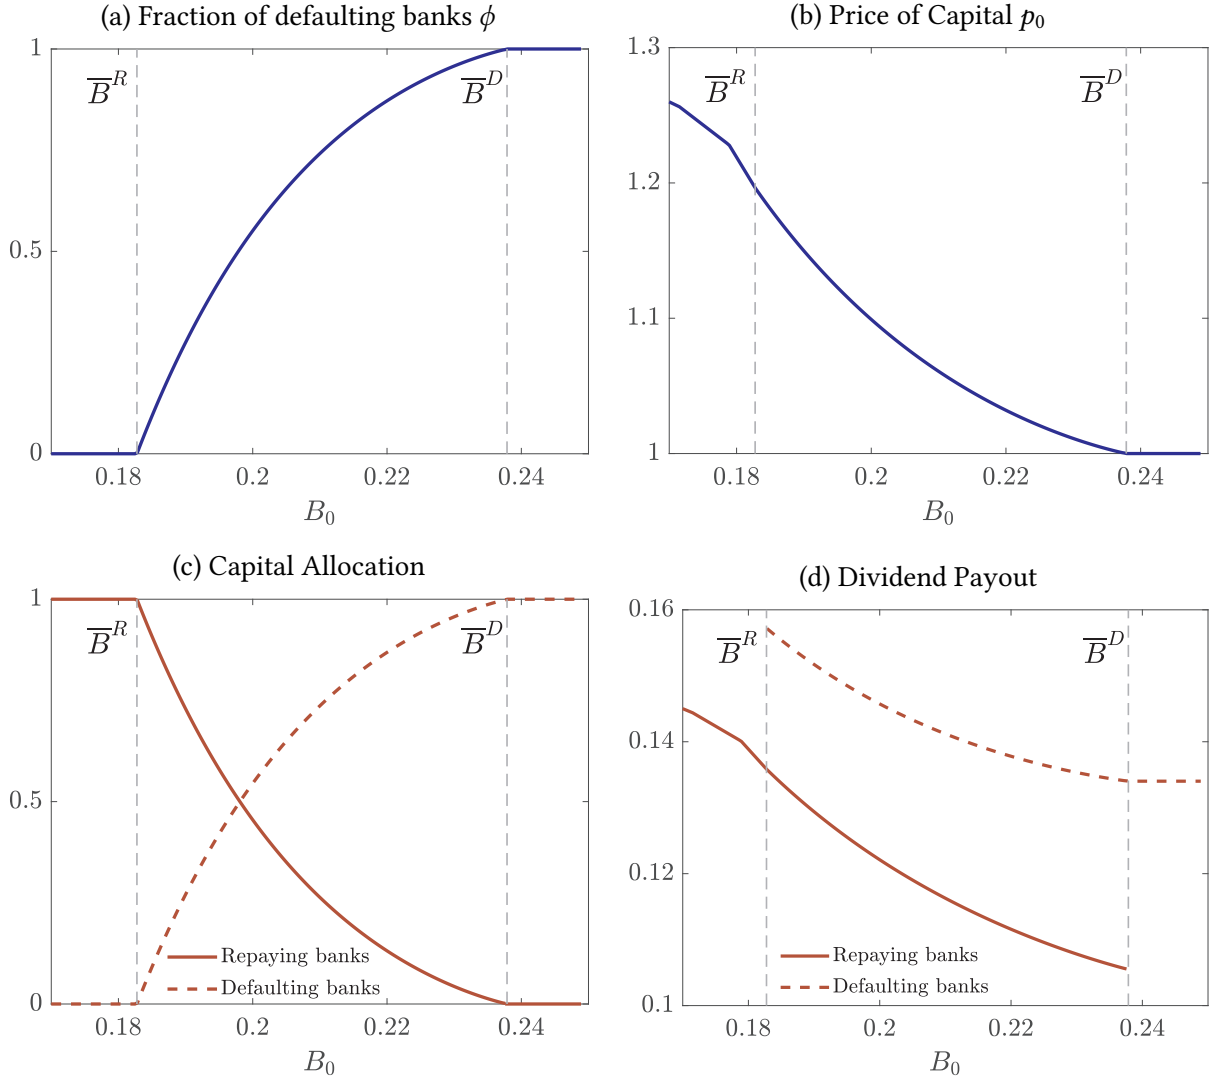 (a) Fraction of defaulting banks ϕ
1
0.5
0
0.18
0.2
0.22
0.24
B̅ᴿ
B̅ᴰ
B₀
(b) Price of Capital p₀
1.3
1.2
1.1
1
0.18
0.2
0.22
0.24
B̅ᴿ
B̅ᴰ
B₀
(c) Capital Allocation
1
0.5
0
0.18
0.2
0.22
0.24
B̅ᴿ
B̅ᴰ
Repaying banks
Defaulting banks
B₀
(d) Dividend Payout
0.16
0.14
0.12
0.1
0.18
0.2
0.22
0.24
B̅ᴿ
B̅ᴰ
Repaying banks
Defaulting banks
B₀